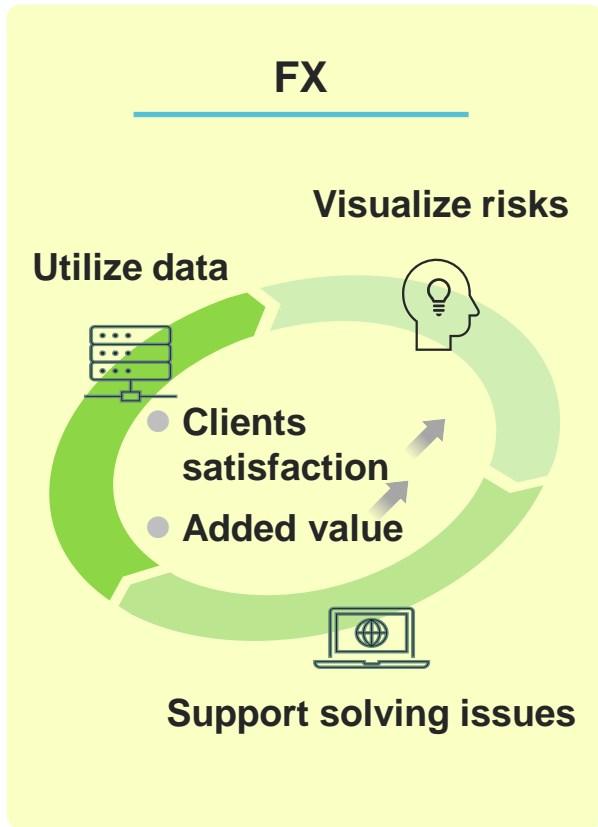 FX
Visualize risks
Utilize data
Clients
satisfaction
Added value
Support solving issues